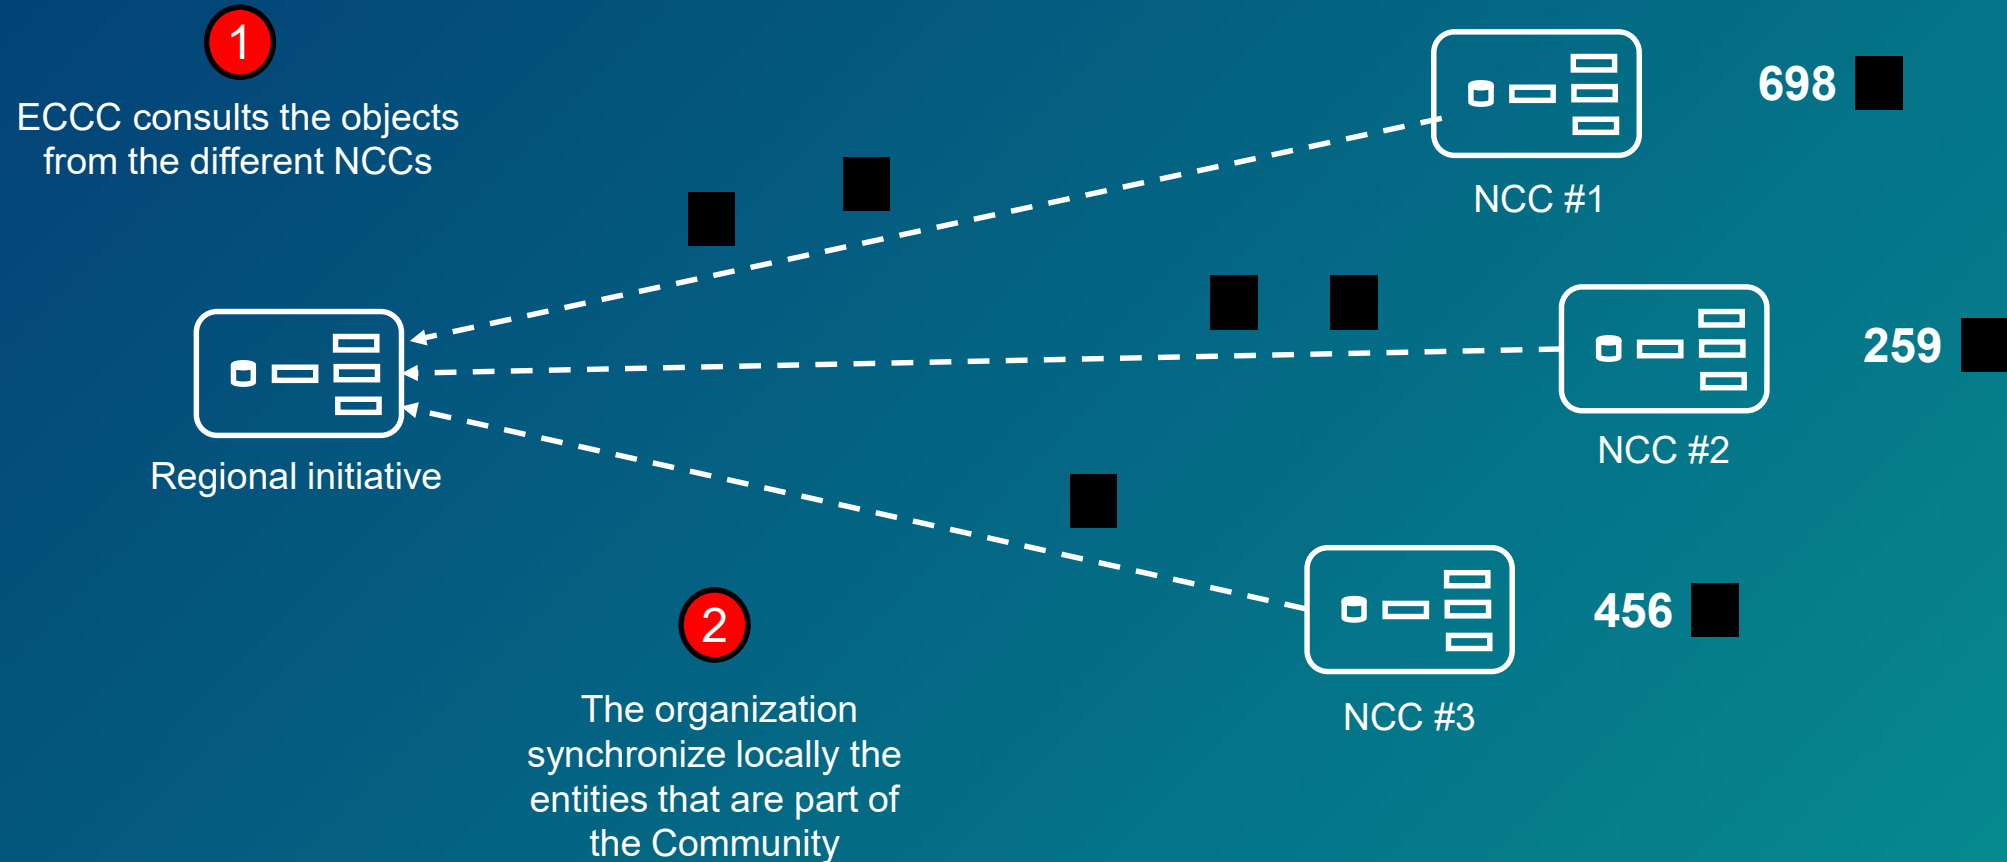 1
ECCC consults the objects
from the different NCCs
698
NCC #1
259
NCC #2
Regional initiative
456
NCC #3
2
The organization
synchronize locally the
entities that are part of
the Community